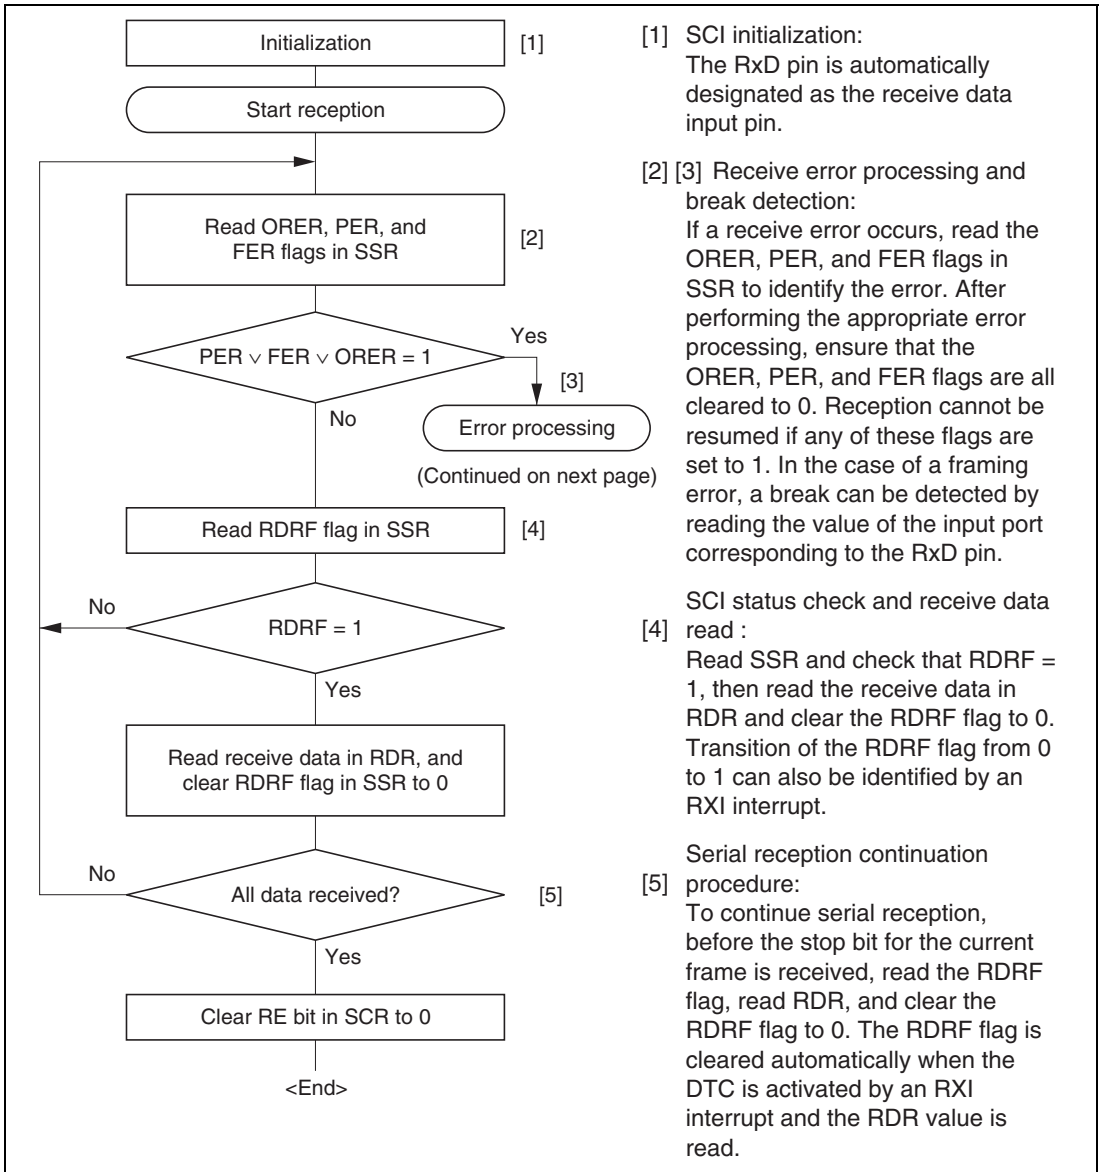 Initialization
[1]
Start reception
Read ORER, PER, and
FER flags in SSR
[2]
PER ∨ FER ∨ ORER = 1
Yes
[3]
No
Error processing
(Continued on next page)
Read RDRF flag in SSR
[4]
No
RDRF = 1
Yes
Read receive data in RDR, and
clear RDRF flag in SSR to 0
No
All data received?
[5]
Yes
Clear RE bit in SCR to 0
<End>
[1] SCI initialization:
The RxD pin is automatically
designated as the receive data
input pin.
[2] [3] Receive error processing and
break detection:
If a receive error occurs, read the
ORER, PER, and FER flags in
SSR to identify the error. After
performing the appropriate error
processing, ensure that the
ORER, PER, and FER flags are all
cleared to 0. Reception cannot be
resumed if any of these flags are
set to 1. In the case of a framing
error, a break can be detected by
reading the value of the input port
corresponding to the RxD pin.
SCI status check and receive data
[4] read :
Read SSR and check that RDRF =
1, then read the receive data in
RDR and clear the RDRF flag to 0.
Transition of the RDRF flag from 0
to 1 can also be identified by an
RXI interrupt.
Serial reception continuation
[5] procedure:
To continue serial reception,
before the stop bit for the current
frame is received, read the RDRF
flag, read RDR, and clear the
RDRF flag to 0. The RDRF flag is
cleared automatically when the
DTC is activated by an RXI
interrupt and the RDR value is
read.